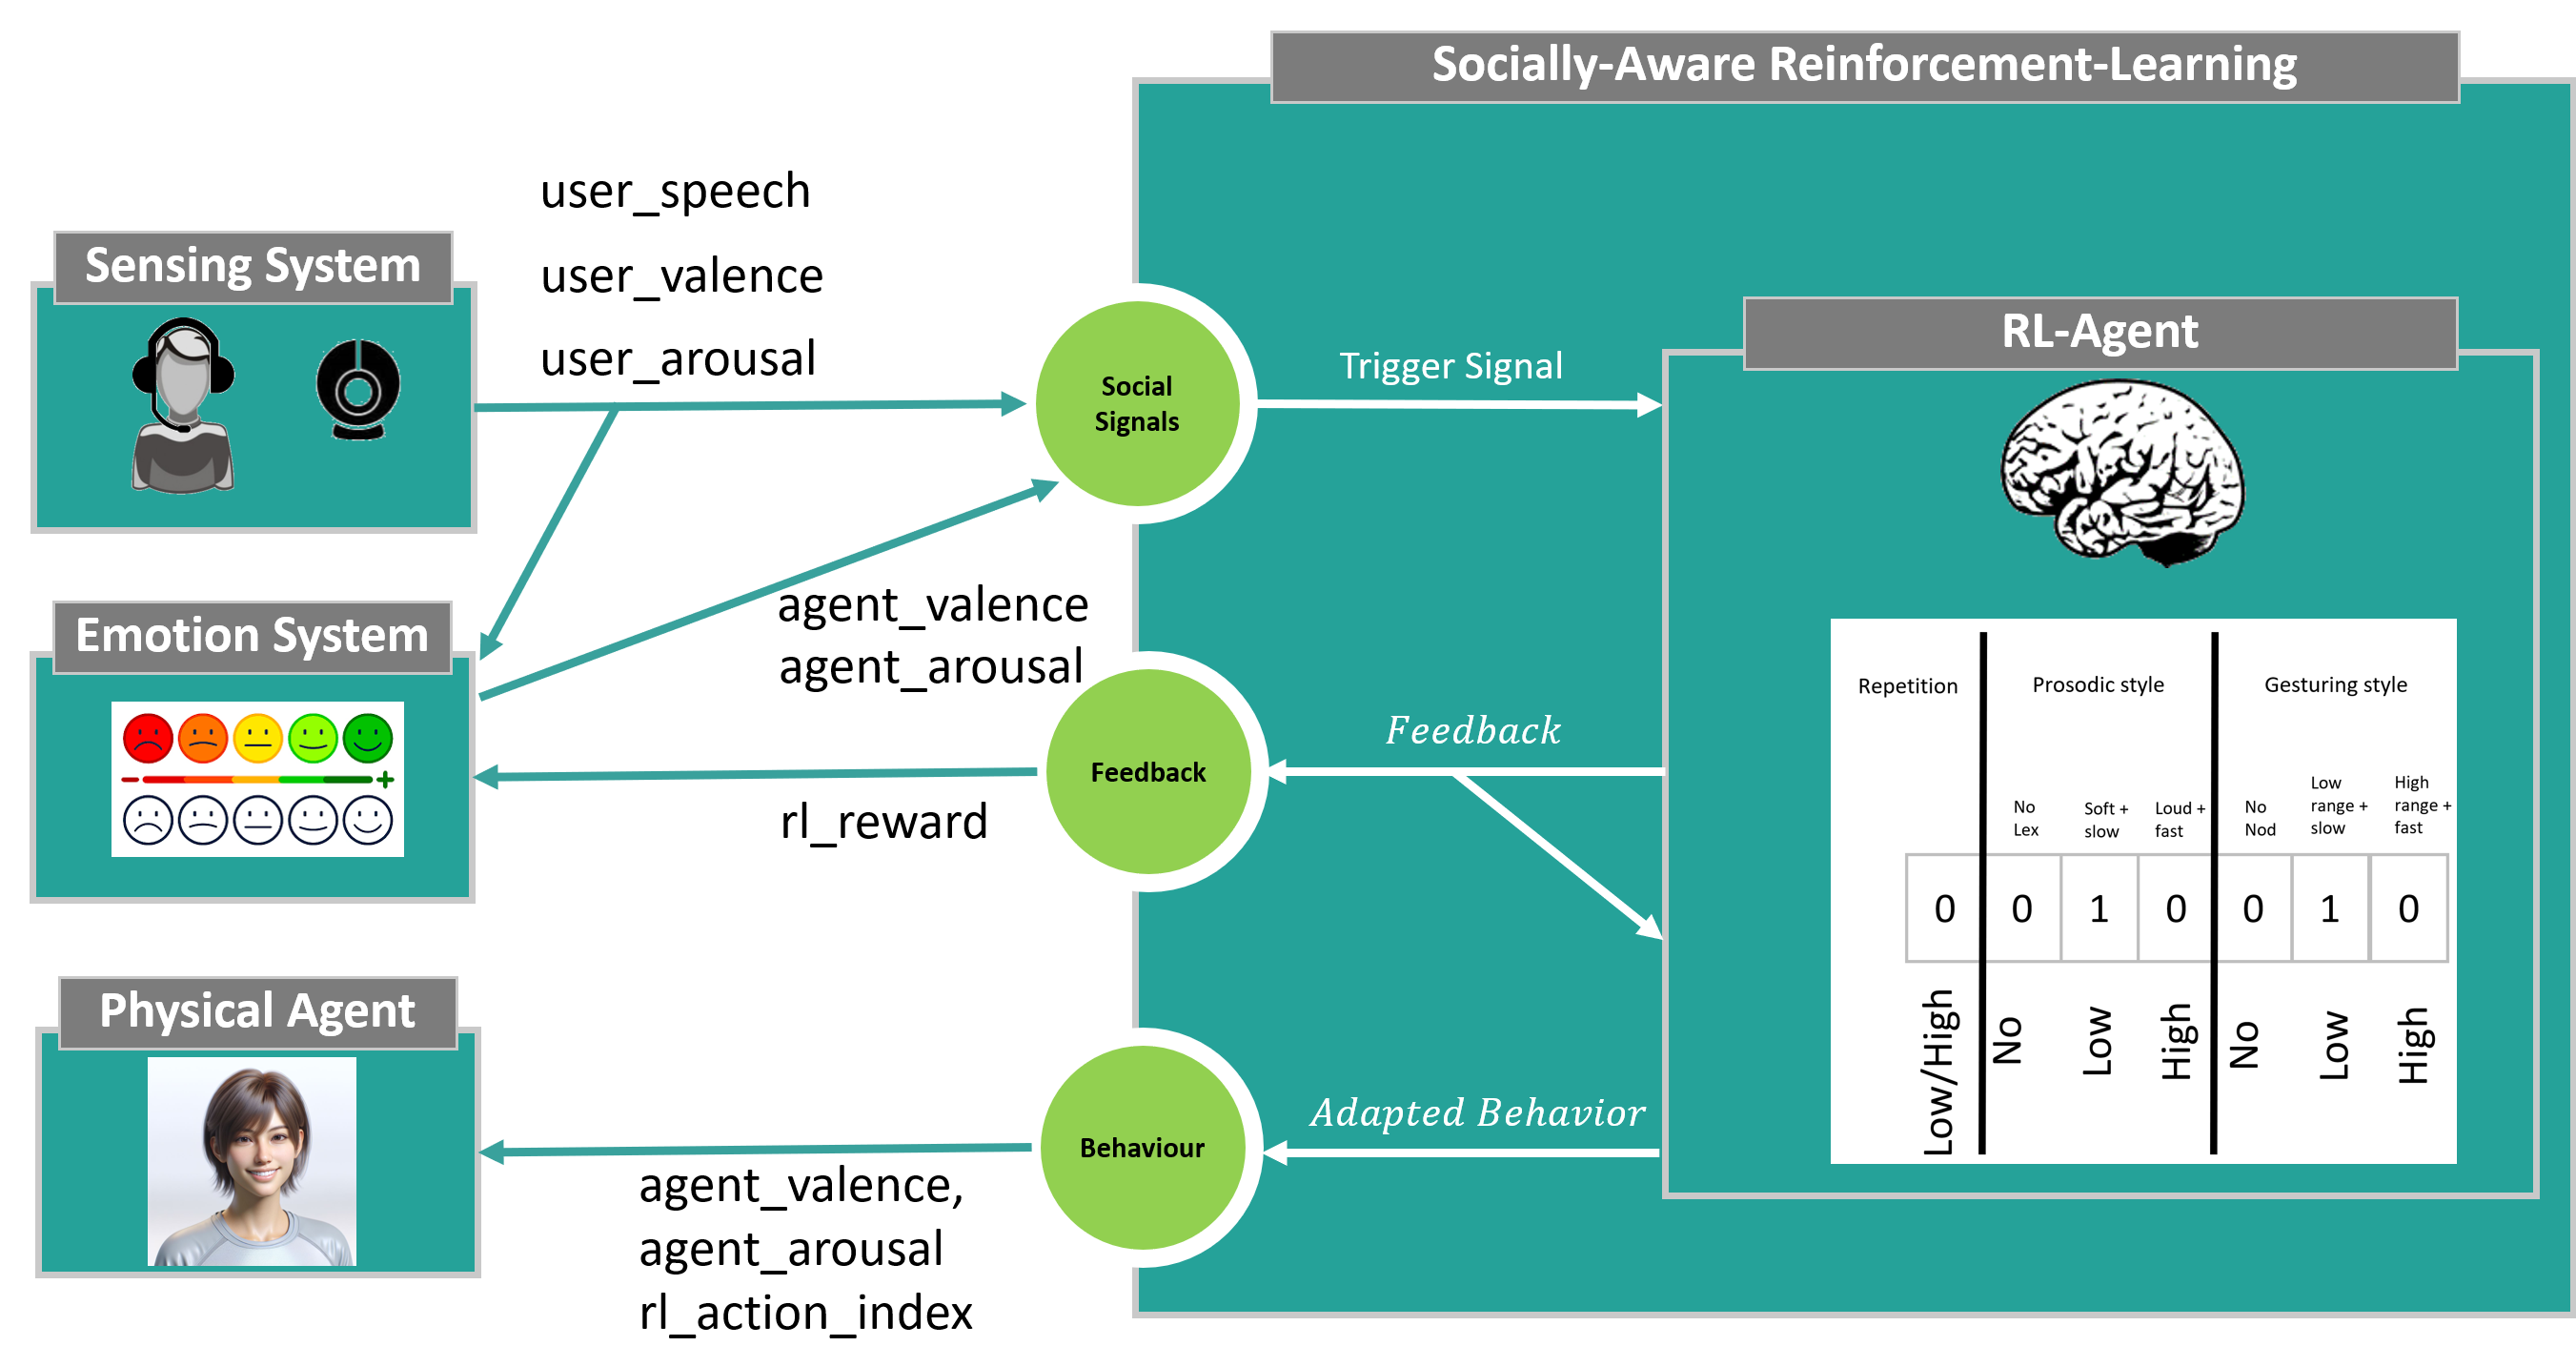 Socially-Aware Reinforcement-Learning
user_speech
user_valence
user_arousal
Sensing System
Social
Signals
Trigger Signal
RL-Agent
Emotion System
agent_valence
agent_arousal
Feedback
rl_reward
Feedback
Repetition
Prosodic style
Gesturing style
No
Lex
Soft +
slow
Loud +
fast
No
Nod
Low
range +
slow
High
range +
fast
0 0 1 0 0 1 0
Low/High
No
Low
High
No
Low
High
Physical Agent
Behaviour
Adapted Behavior
agent_valence,
agent_arousal
rl_action_index